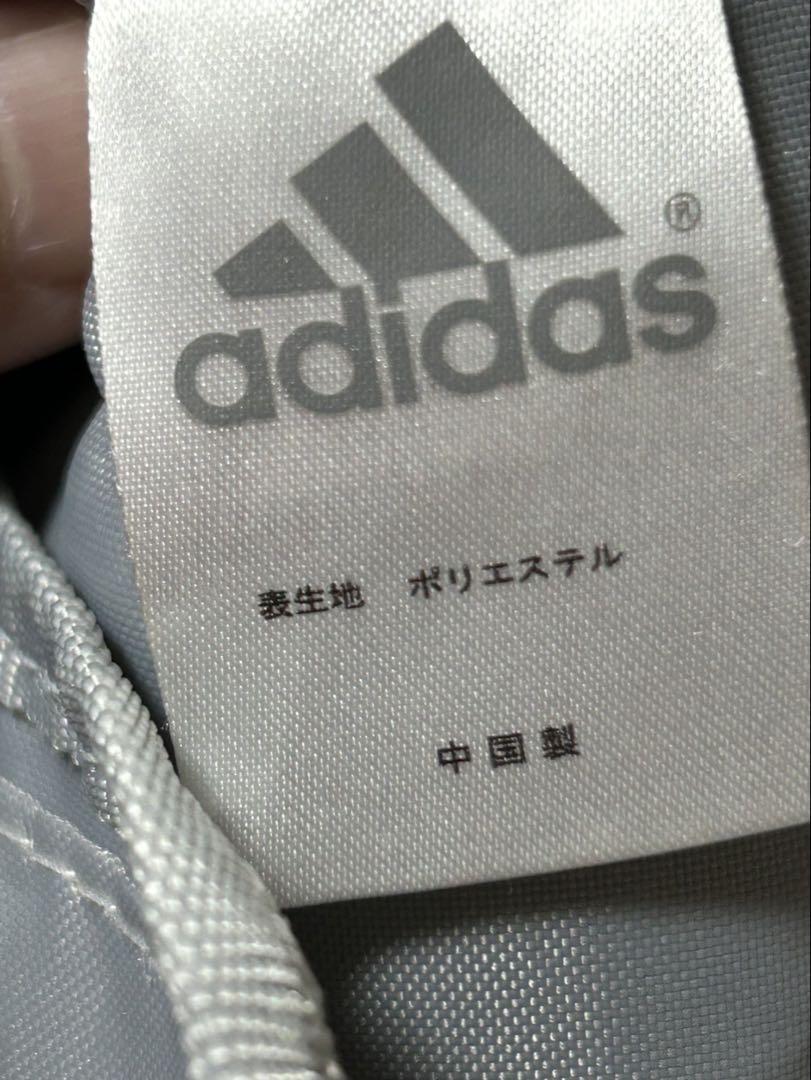 ®
adidas
表生地　ポリエステル
中国製